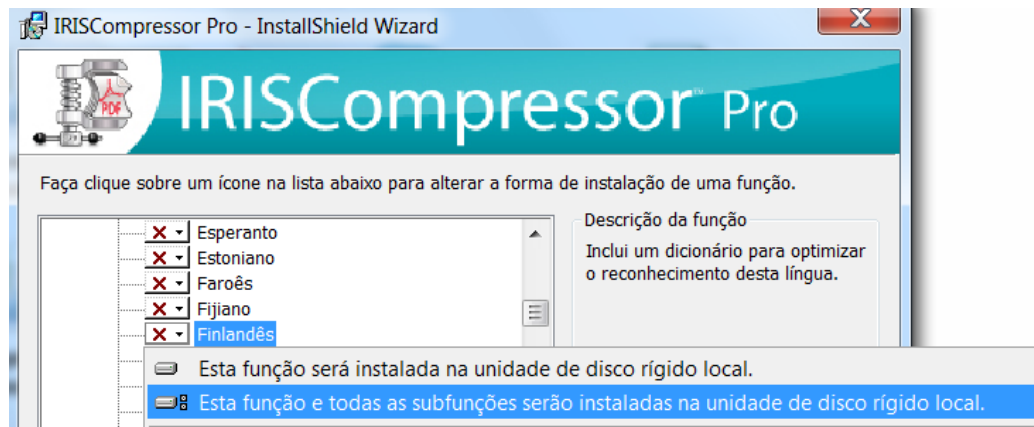 IRISCompressor Pro - InstallShield Wizard
PDF
IRISCompressor™ Pro
Faça clique sobre um ícone na lista abaixo para alterar a forma de instalação de uma função.
Esperanto
Estoniano
Faroês
Fijiano
Finlandês
Descrição da função
Inclui um dicionário para optimizar
o reconhecimento desta língua.
Esta função será instalada na unidade de disco rígido local.
Esta função e todas as subfunções serão instaladas na unidade de disco rígido local.